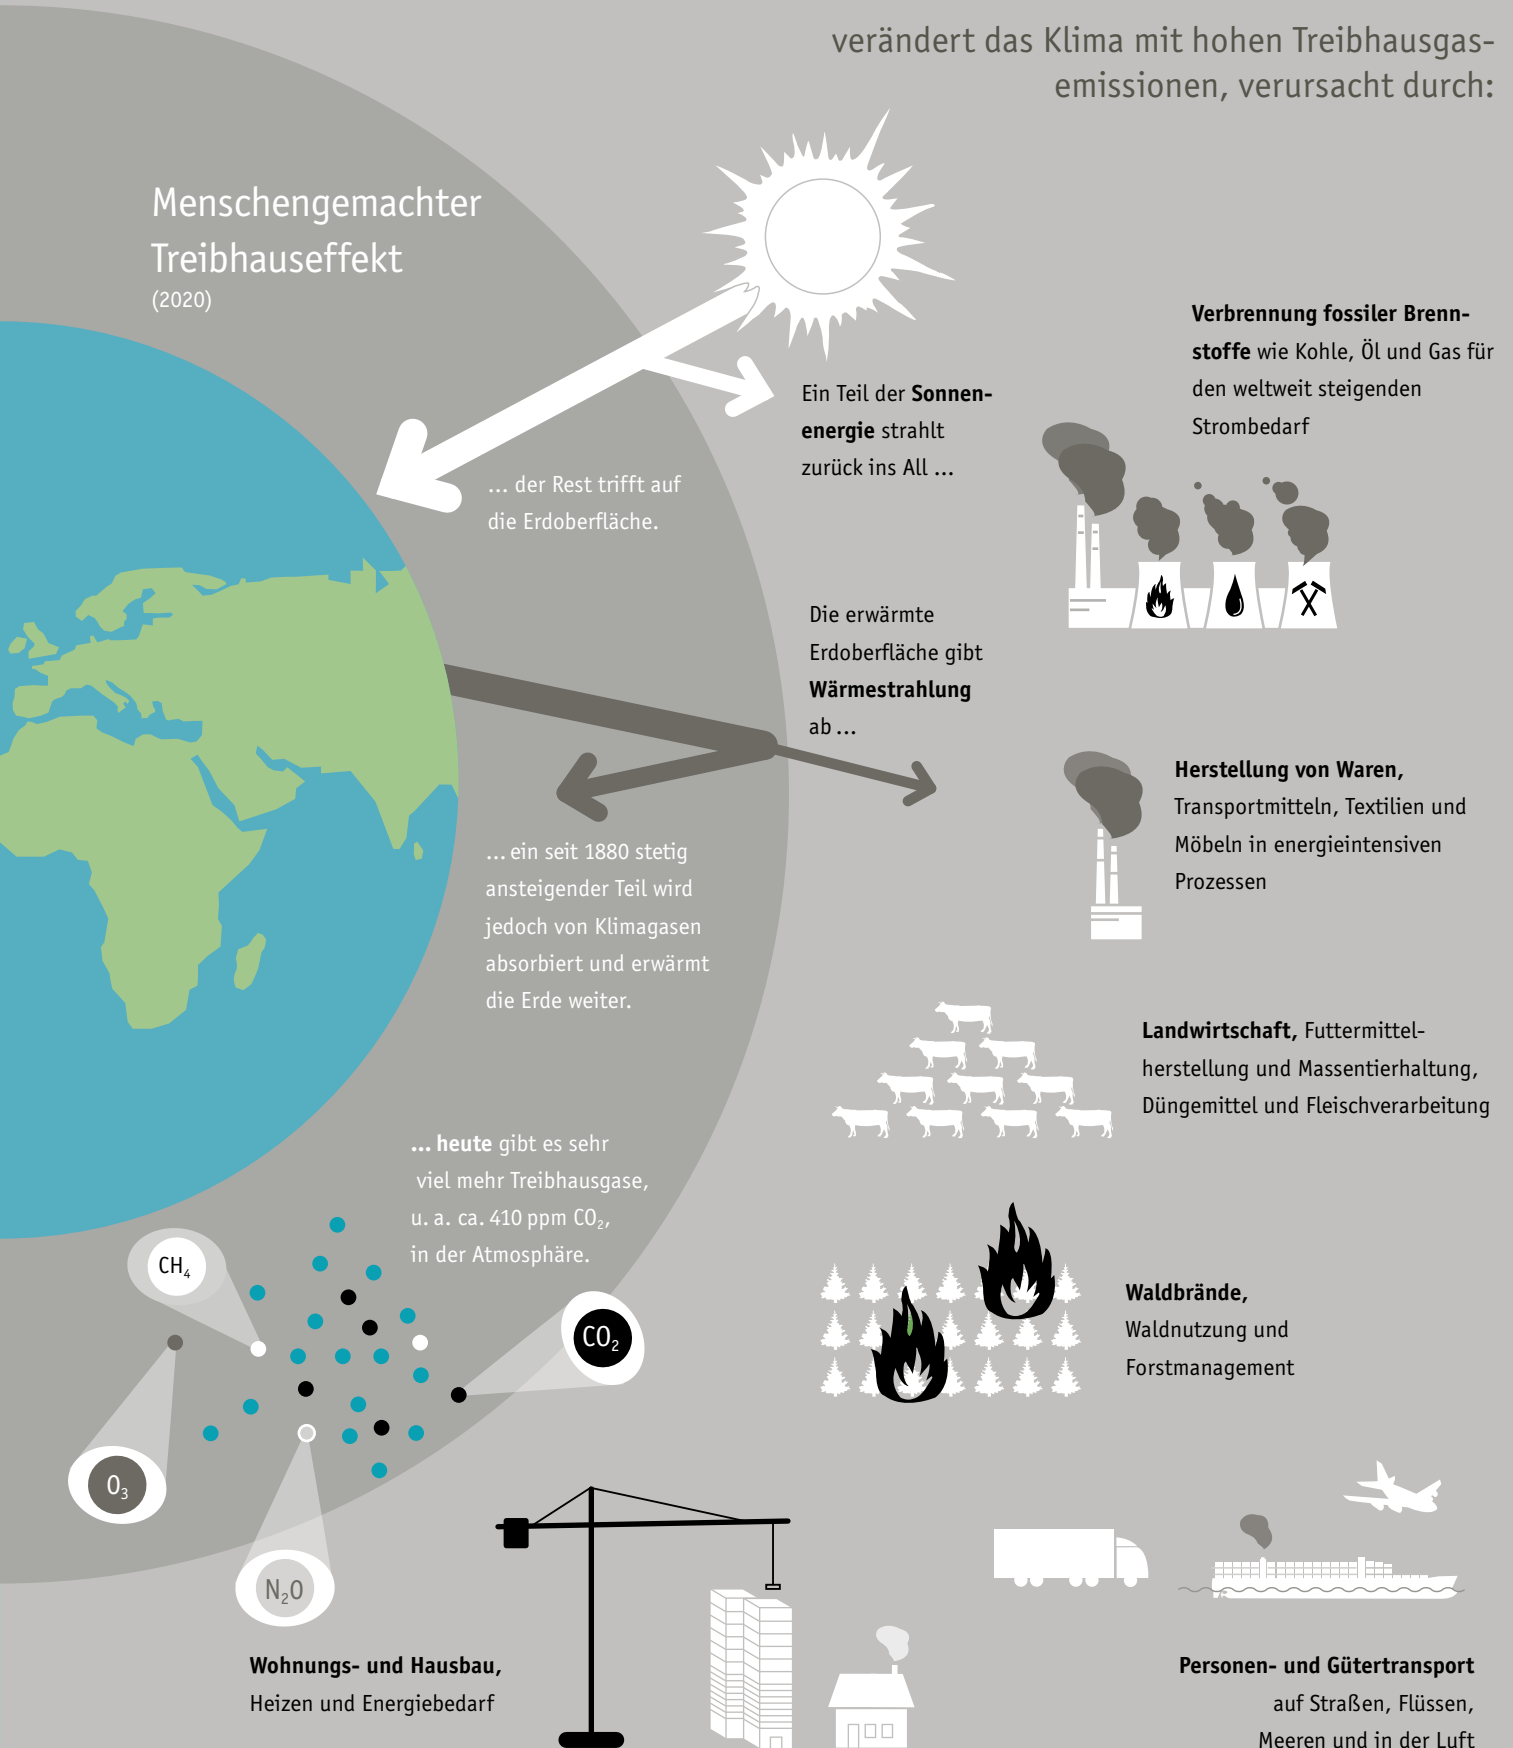 verändert das Klima mit hohen Treibhausgas-
emissionen, verursacht durch:
Menschengemachter
Treibhauseffekt
(2020)
Ein Teil der Sonnen-
energie strahlt
zurück ins All ...
... der Rest trifft auf
die Erdoberfläche.
Die erwärmte
Erdoberfläche gibt
Wärmestrahlung
ab ...
... ein seit 1880 stetig
ansteigender Teil wird
jedoch von Klimagasen
absorbiert und erwärmt
die Erde weiter.
... heute gibt es sehr
viel mehr Treibhausgase,
u. a. ca. 410 ppm CO₂,
in der Atmosphäre.
CH₄
CO₂
O₃
N₂O
Verbrennung fossiler Brenn-
stoffe wie Kohle, Öl und Gas für
den weltweit steigenden
Strombedarf
Herstellung von Waren,
Transportmitteln, Textilien und
Möbeln in energieintensiven
Prozessen
Landwirtschaft, Futtermittel-
herstellung und Massentierhaltung,
Düngemittel und Fleischverarbeitung
Waldbrände,
Waldnutzung und
Forstmanagement
Wohnungs- und Hausbau,
Heizen und Energiebedarf
Personen- und Gütertransport
auf Straßen, Flüssen,
Meeren und in der Luft